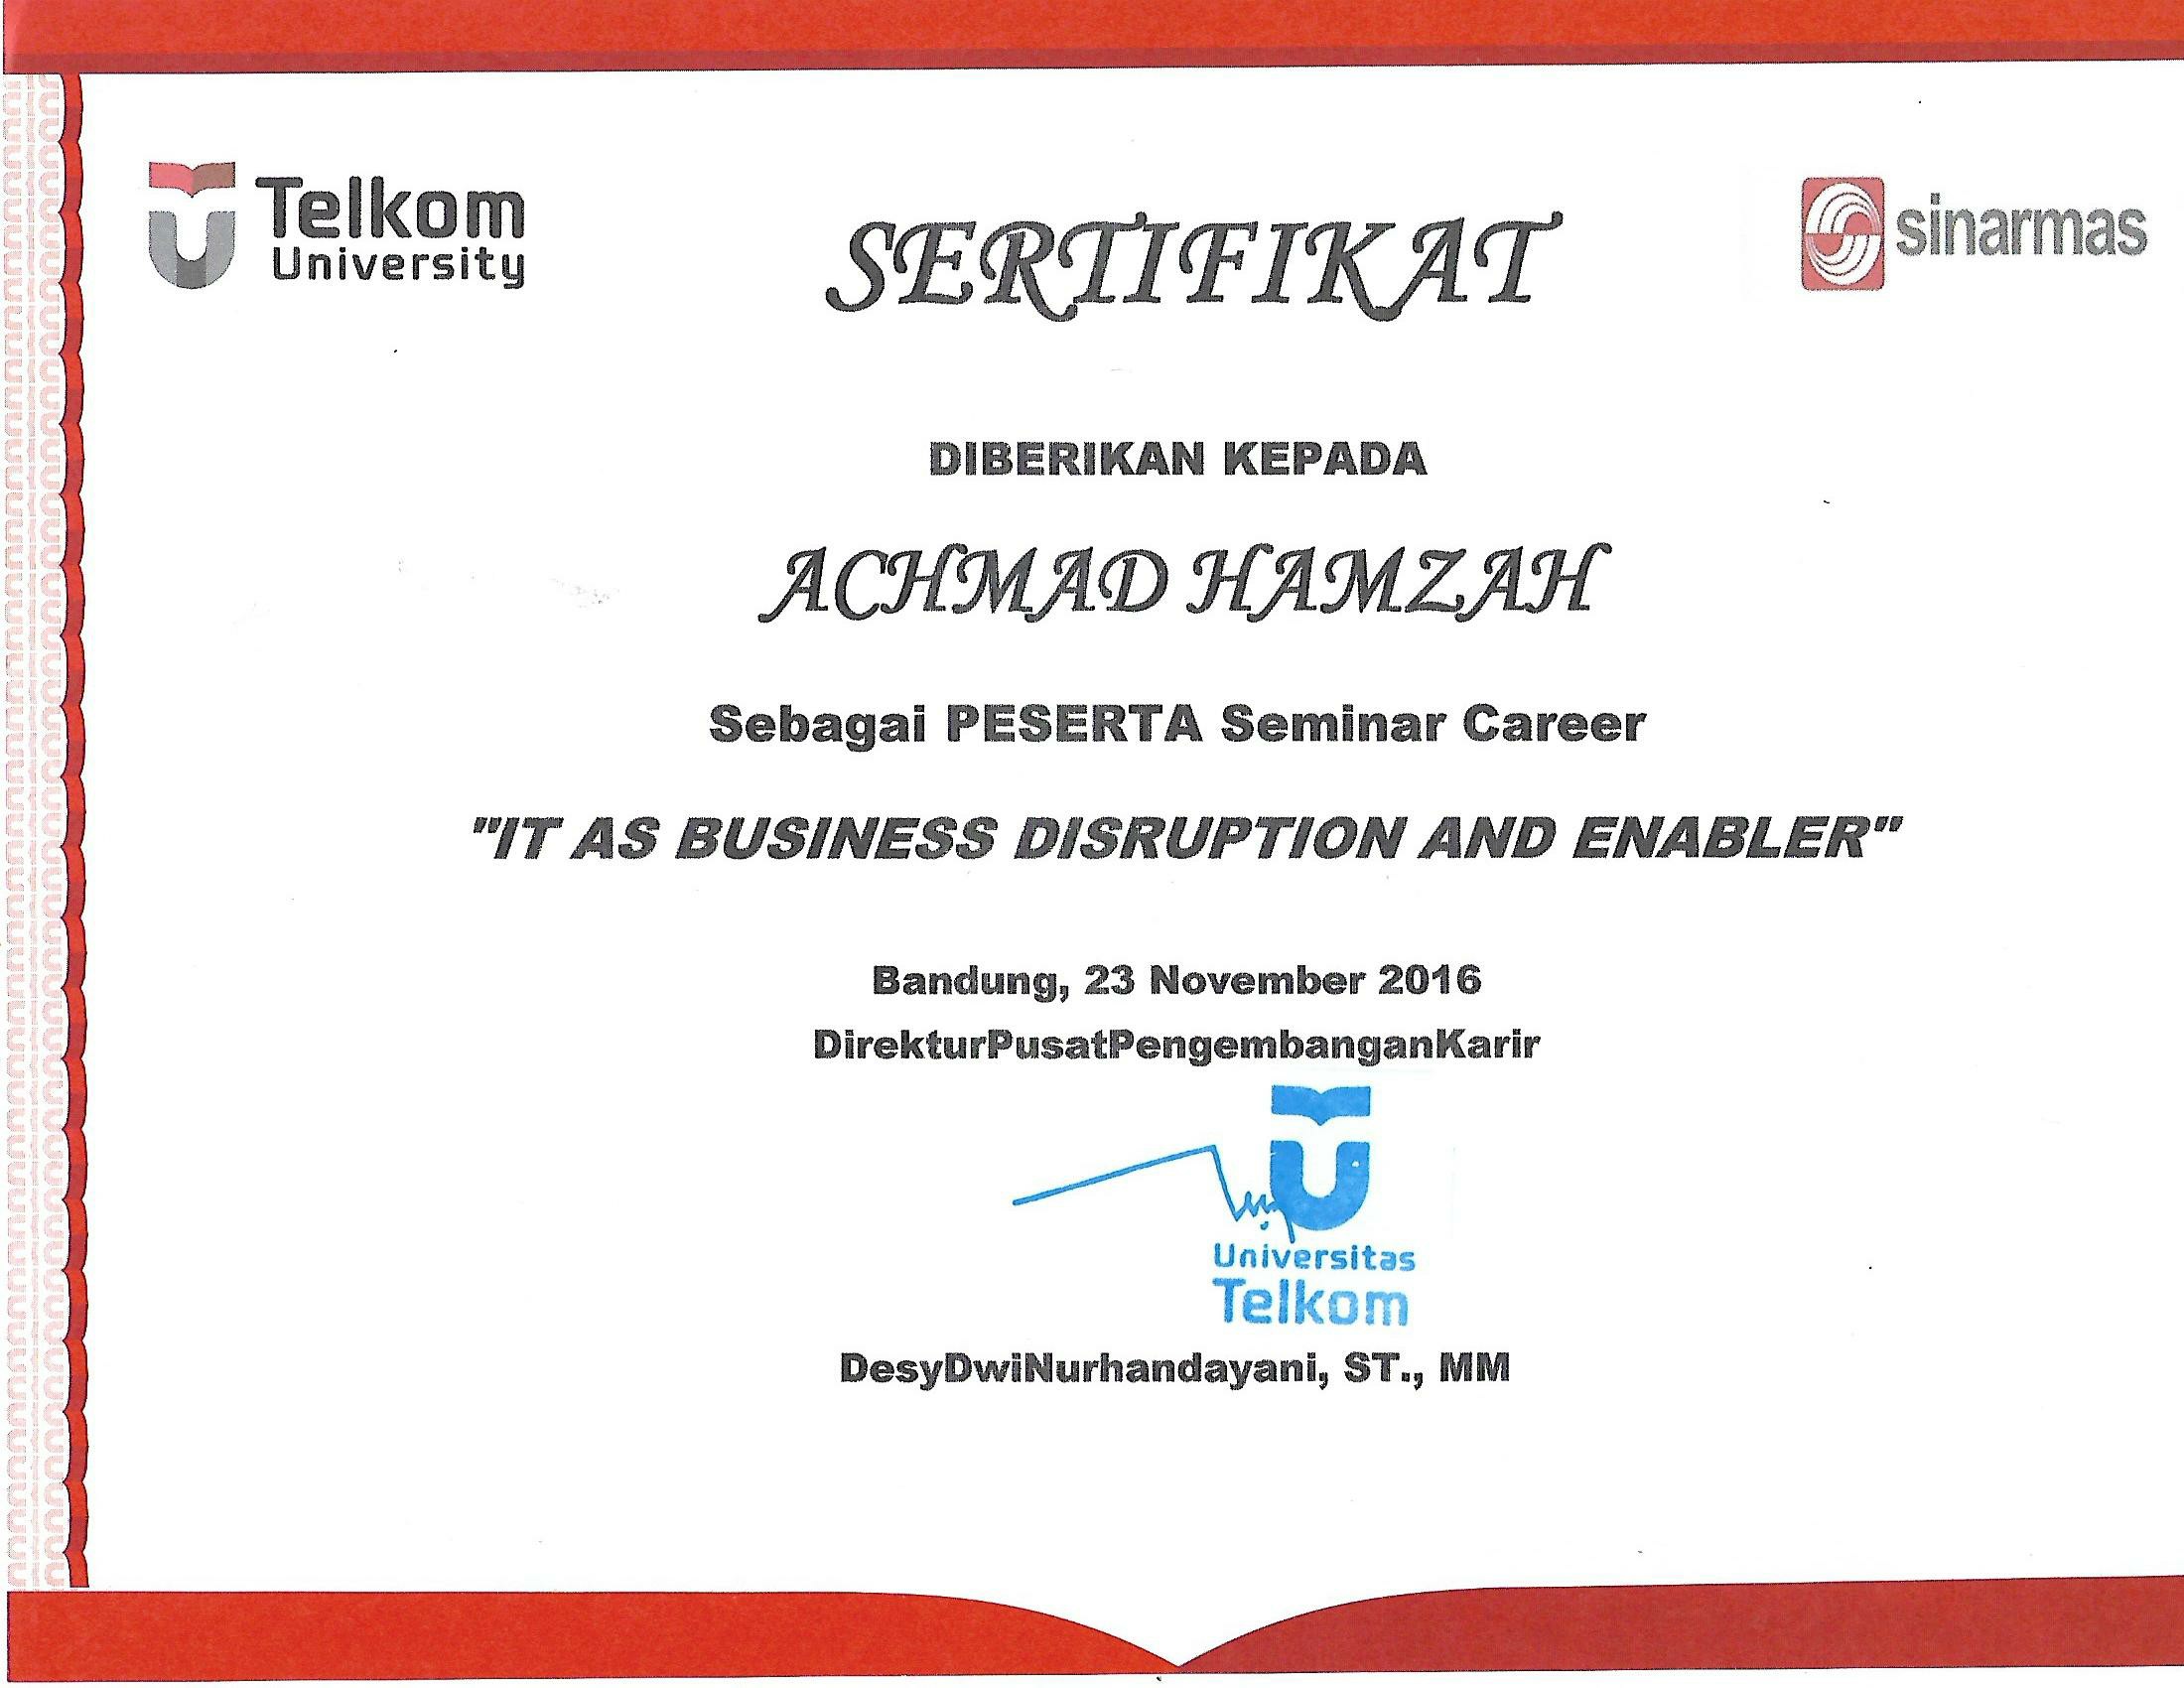 Telkom
University
SERTIFIKAT
sinarmas
DIBERIKAN KEPADA
ACHMAD HAMZAH
Sebagai PESERTA Seminar Career
"IT AS BUSINESS DISRUPTION AND ENABLER"
Bandung, 23 November 2016
DirekturPusatPengembanganKarir
Universitas
Telkom
DesyDwiNurhandayani, ST., MM